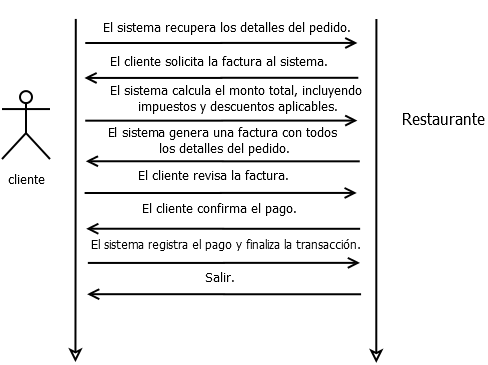 El sistema recupera los detalles del pedido.
El cliente solicita la factura al sistema.
El sistema calcula el monto total, incluyendo
impuestos y descuentos aplicables.
El sistema genera una factura con todos
los detalles del pedido.
El cliente revisa la factura.
El cliente confirma el pago.
El sistema registra el pago y finaliza la transacción.
Salir.
cliente
Restaurante